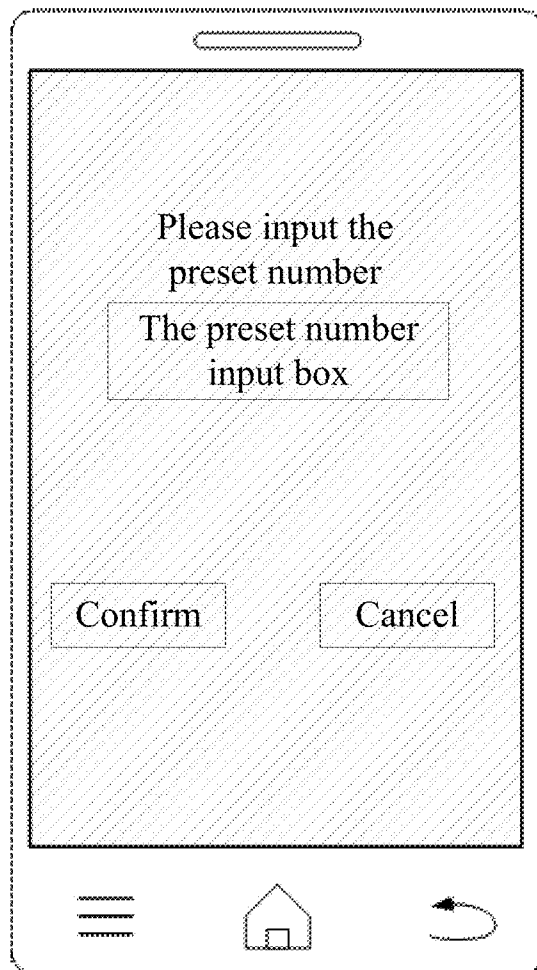 Please input the
preset number
The preset number
input box
Confirm
Cancel